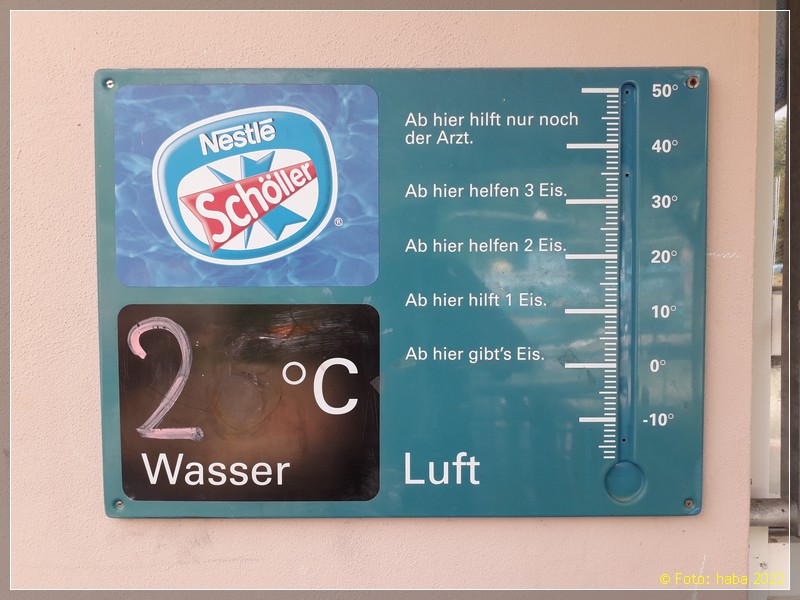 Nestlé
Schöller
®
2 °C
Wasser
Ab hier hilft nur noch
der Arzt.
Ab hier helfen 3 Eis.
Ab hier helfen 2 Eis.
Ab hier hilft 1 Eis.
Ab hier gibt's Eis.
Luft
50°
40°
30°
20°
10°
0°
-10°
© Foto: haba 2022